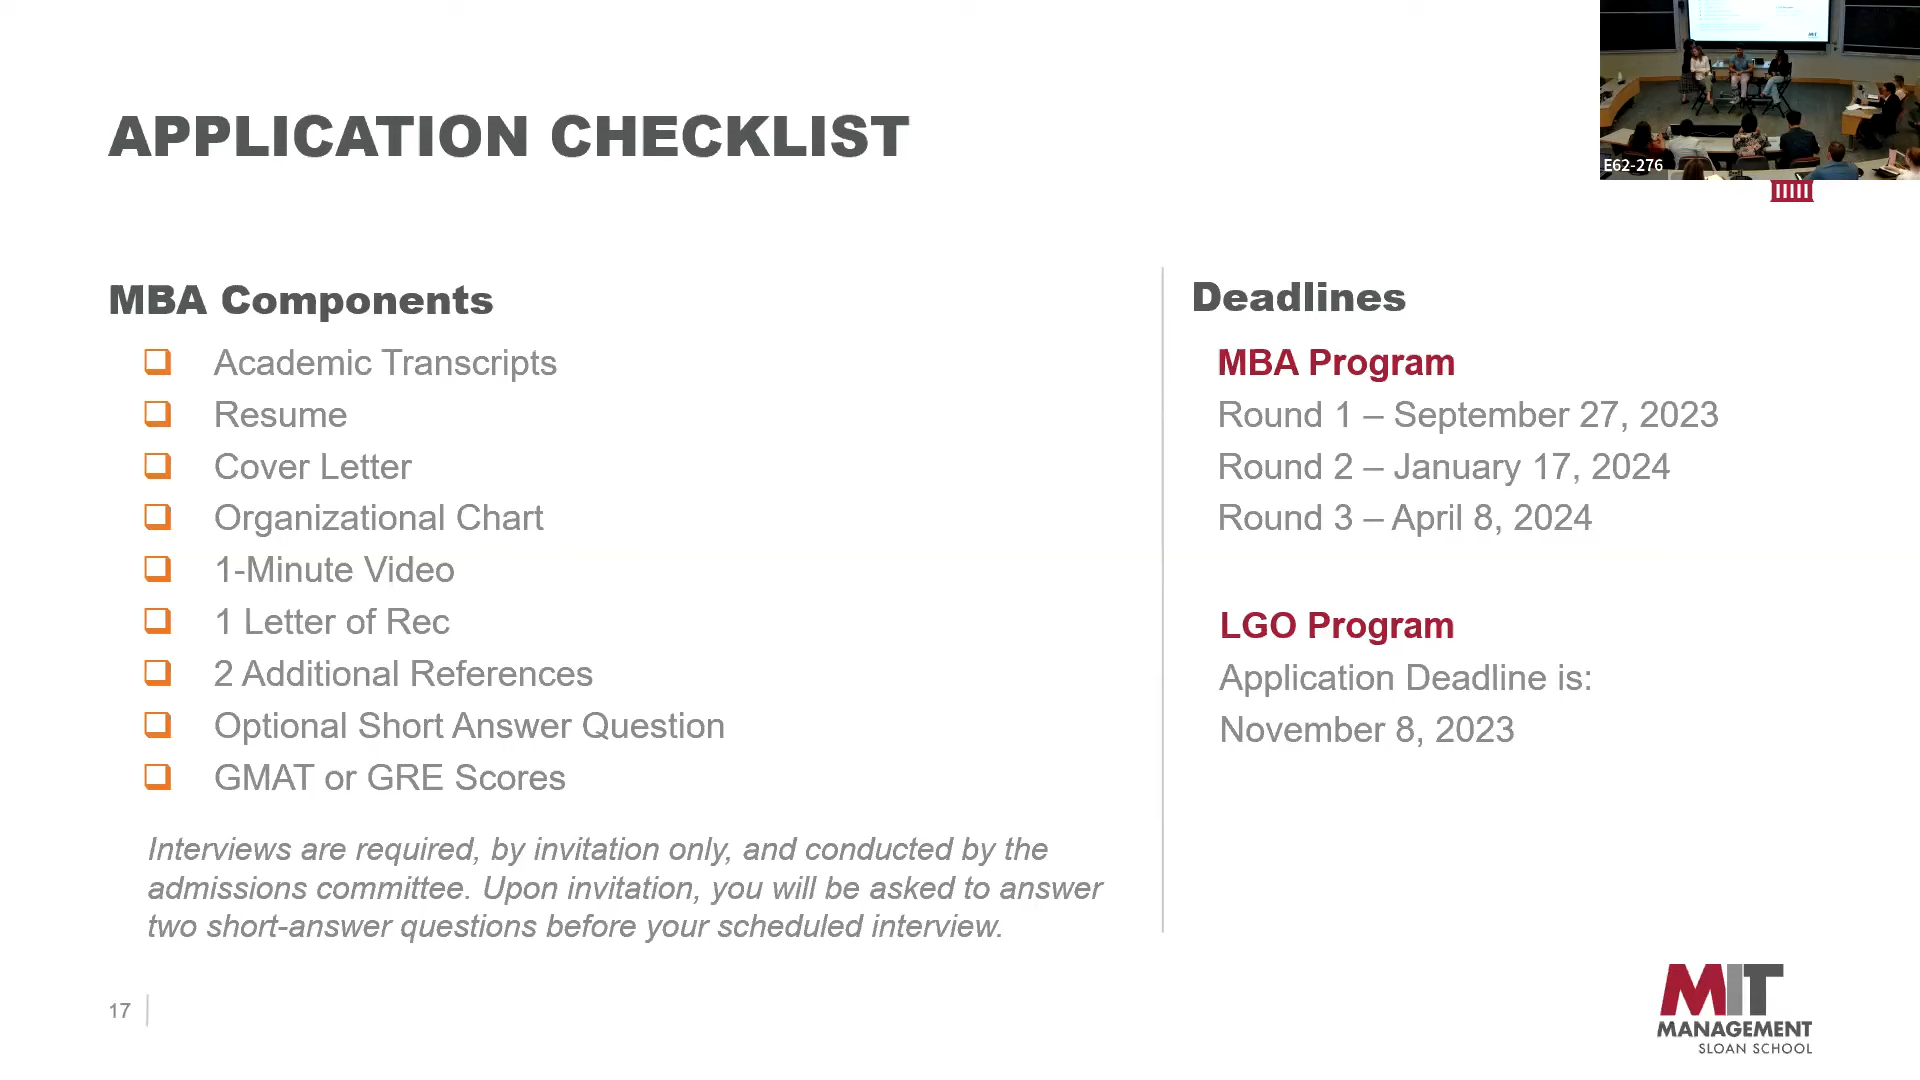 E62-276
APPLICATION CHECKLIST
MBA Components
Academic Transcripts
Resume
Cover Letter
Organizational Chart
1-Minute Video
1 Letter of Rec
2 Additional References
Optional Short Answer Question
GMAT or GRE Scores
Interviews are required, by invitation only, and conducted by the
admissions committee. Upon invitation, you will be asked to answer
two short-answer questions before your scheduled interview.
Deadlines
MBA Program
Round 1 – September 27, 2023
Round 2 – January 17, 2024
Round 3 – April 8, 2024
LGO Program
Application Deadline is:
November 8, 2023
17
MIT
MANAGEMENT
SLOAN SCHOOL